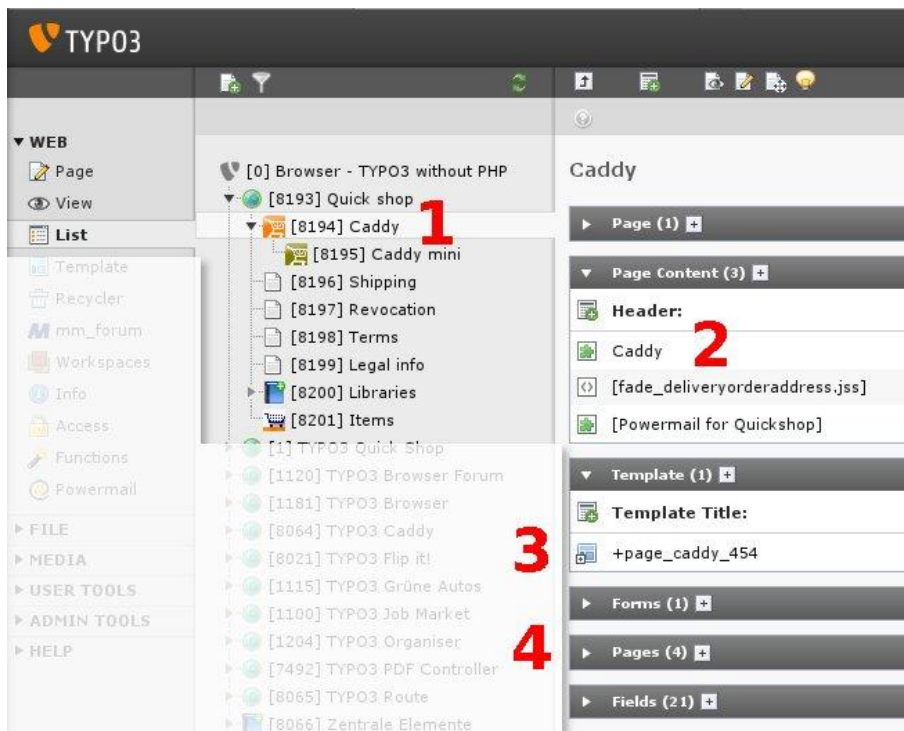 TYPO3
WEB
Page
View
List
Template
Recycler
mm_forum
Workspaces
Info
Access
Functions
Powermail
FILE
MEDIA
USER TOOLS
ADMIN TOOLS
HELP
[0] Browser - TYPO3 without PHP
[8193] Quick shop
[8194] Caddy
1
[8195] Caddy mini
[8196] Shipping
[8197] Revocation
[8198] Terms
[8199] Legal info
[8200] Libraries
[8201] Items
[1] TYPO3 Quick Shop
[1120] TYPO3 Browser Forum
[1181] TYPO3 Browser
[8064] TYPO3 Caddy
[8021] TYPO3 Flip it!
[1115] TYPO3 Grüne Autos
[1100] TYPO3 Job Market
[1204] TYPO3 Organiser
[7492] TYPO3 PDF Controller
[8065] TYPO3 Route
[8066] Zentrale Elemente
Caddy
Page (1)
Page Content (3)
Header:
Caddy
2
[fade_deliveryorderaddress.jss]
[Powermail for Quickshop]
Template (1)
Template Title:
3
+page_caddy_454
Forms (1)
4
Pages (4)
Fields (21)